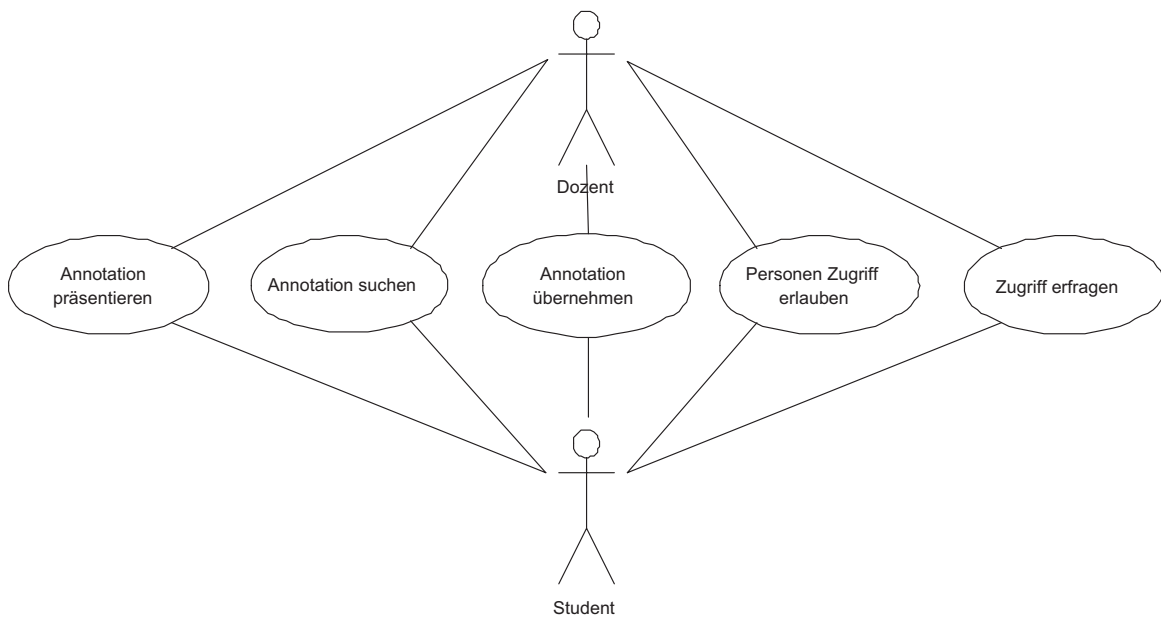 Dozent
Annotation
präsentieren
Annotation suchen
Annotation
übernehmen
Personen Zugriff
erlauben
Zugriff erfragen
Student